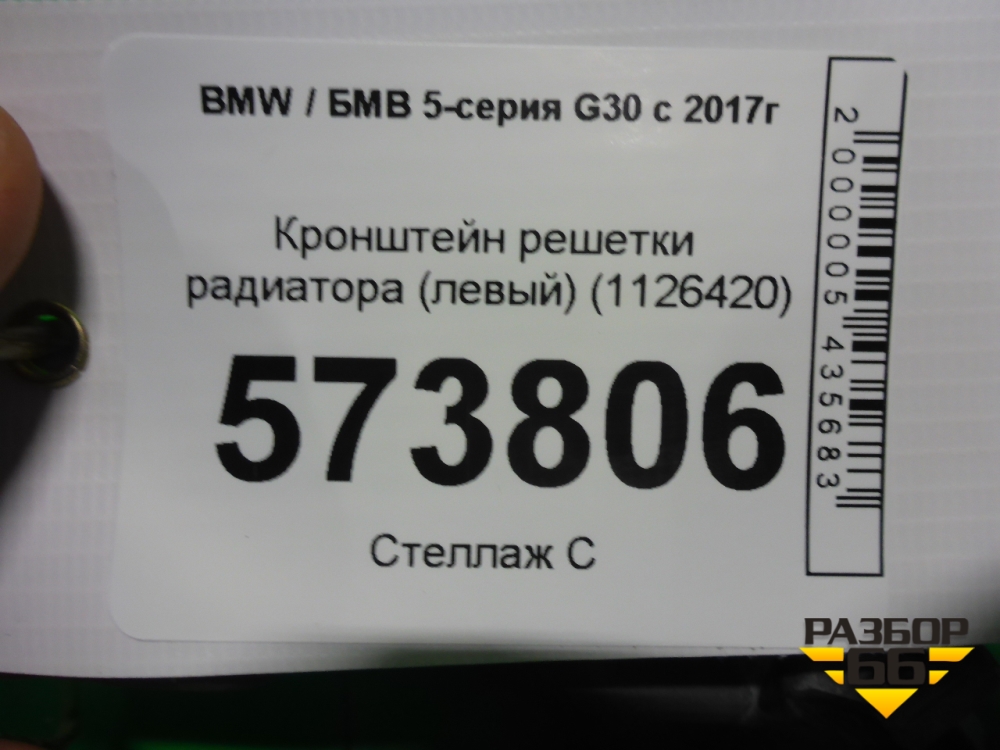 BMW / БМВ 5-серия G30 с 2017г
Кронштейн решетки
радиатора (левый) (1126420)
573806
Стеллаж С
2000005435683
РАЗБОР
66